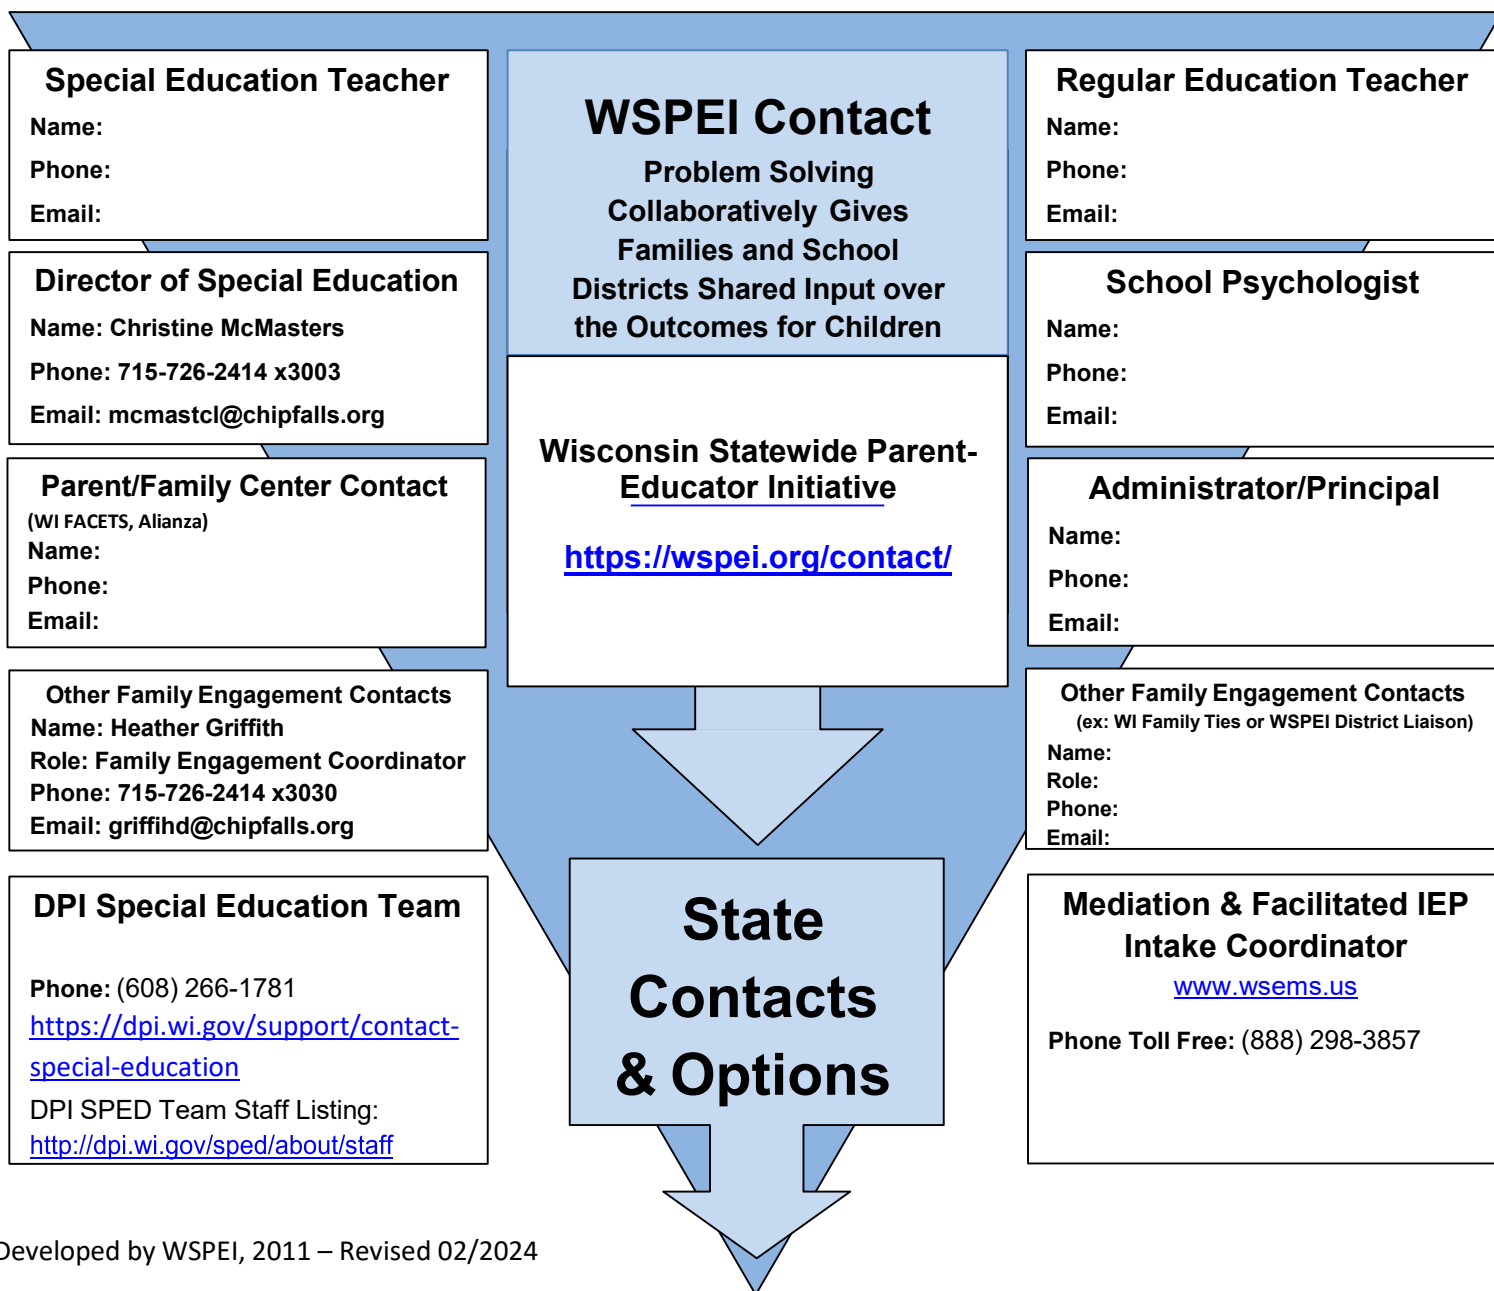 Special Education Teacher
Name:
Phone:
Email:
Director of Special Education
Name: Christine McMasters
Phone: 715-726-2414 x3003
Email: mcmastcl@chipfalls.org
Parent/Family Center Contact
(WI FACETS, Alianza)
Name:
Phone:
Email:
Other Family Engagement Contacts
Name: Heather Griffith
Role: Family Engagement Coordinator
Phone: 715-726-2414 x3030
Email: griffihd@chipfalls.org
DPI Special Education Team
Phone: (608) 266-1781
https://dpi.wi.gov/support/contact-
special-education
DPI SPED Team Staff Listing:
http://dpi.wi.gov/sped/about/staff
WSPEI Contact
Problem Solving
Collaboratively Gives
Families and School
Districts Shared Input over
the Outcomes for Children
Wisconsin Statewide Parent-
Educator Initiative
https://wspei.org/contact/
State
Contacts
& Options
Regular Education Teacher
Name:
Phone:
Email:
School Psychologist
Name:
Phone:
Email:
Administrator/Principal
Name:
Phone:
Email:
Other Family Engagement Contacts
(ex: WI Family Ties or WSPEI District Liaison)
Name:
Role:
Phone:
Email:
Mediation & Facilitated IEP
Intake Coordinator
www.wsems.us
Phone Toll Free: (888) 298-3857
Developed by WSPEI, 2011 – Revised 02/2024